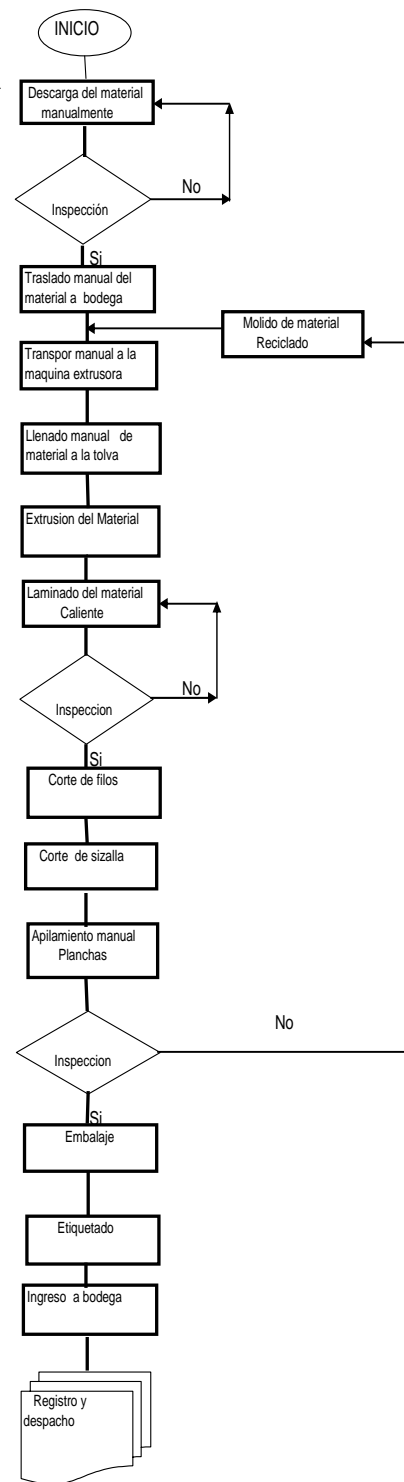 INICIO
Descarga del material
manualmente
No
Inspección
Si
Traslado manual del
material a bodega
Molido de material
Reciclado
Transpor manual a la
maquina extrusora
Llenado manual de
material a la tolva
Extrusion del Material
Laminado del material
Caliente
No
Inspeccion
Si
Corte de filos
Corte de sizalla
Apilamiento manual
Planchas
No
Inspeccion
Si
Embalaje
Etiquetado
Ingreso a bodega
Registro y
despacho